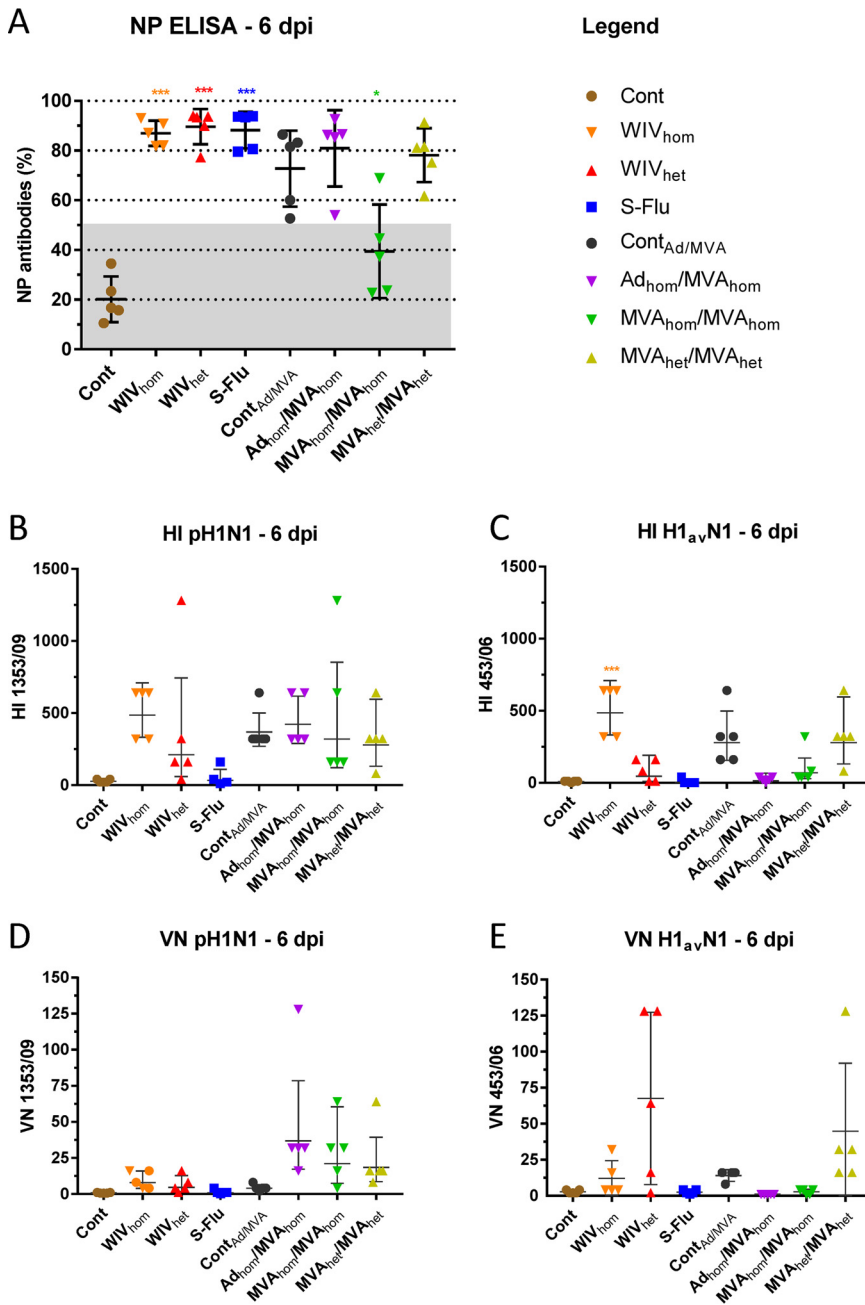 A
NP ELISA - 6 dpi
***
***
***
*
NP antibodies (%)
100
80
60
40
20
0
Cont
WIVhom
WIVhet
S-Flu
ContAd/MVA
Adhom/MVAhom
MVAhom/MVAhom
MVAhet/MVAhet
Legend
Cont
WIVhom
WIVhet
S-Flu
ContAd/MVA
Adhom/MVAhom
MVAhom/MVAhom
MVAhet/MVAhet
B
HI pH1N1 - 6 dpi
HI 1353/09
1500
1000
500
0
Cont
WIVhom
WIVhet
S-Flu
ContAd/MVA
Adhom/MVAhom
MVAhom/MVAhom
MVAhet/MVAhet
C
HI H1avN1 - 6 dpi
***
HI 453/06
1500
1000
500
0
Cont
WIVhom
WIVhet
S-Flu
ContAd/MVA
Adhom/MVAhom
MVAhom/MVAhom
MVAhet/MVAhet
D
VN pH1N1 - 6 dpi
VN 1353/09
150
125
100
75
50
25
0
Cont
WIVhom
WIVhet
S-Flu
ContAd/MVA
Adhom/MVAhom
MVAhom/MVAhom
MVAhet/MVAhet
E
VN H1avN1 - 6 dpi
VN 453/06
150
125
100
75
50
25
0
Cont
WIVhom
WIVhet
S-Flu
ContAd/MVA
Adhom/MVAhom
MVAhom/MVAhom
MVAhet/MVAhet